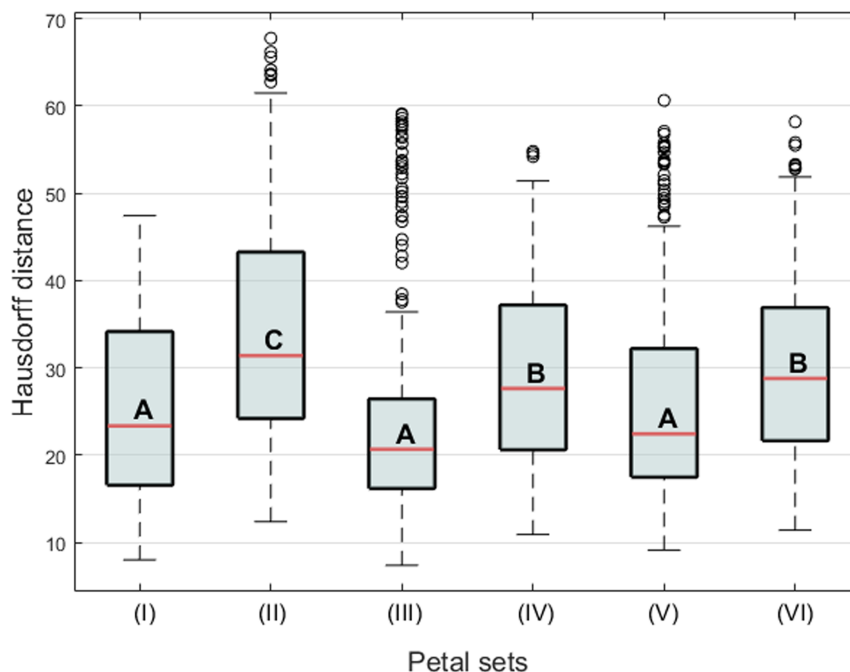 70
60
50
40
30
20
10
Hausdorff distance
A
C
A
B
A
B
(I) (II) (III) (IV) (V) (VI)
Petal sets